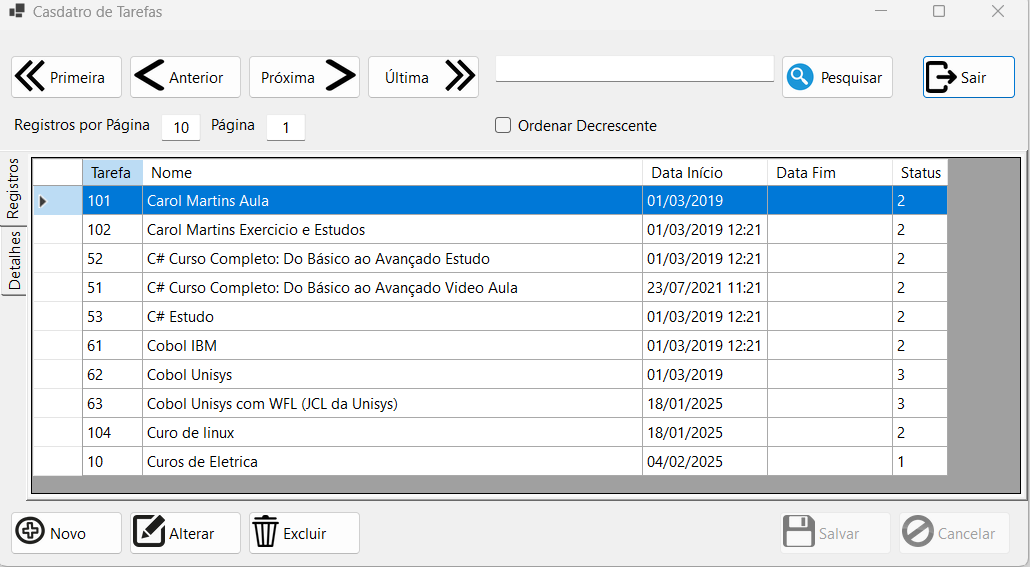 Casdatro de Tarefas
Primeira Anterior Próxima Última Pesquisar Sair
Registros por Página 10 Página 1 Ordenar Decrescente
Registros
Detalhes
Tarefa Nome Data Início Data Fim Status
101 Carol Martins Aula 01/03/2019 2
102 Carol Martins Exercicio e Estudos 01/03/2019 12:21 2
52 C# Curso Completo: Do Básico ao Avançado Estudo 01/03/2019 12:21 2
51 C# Curso Completo: Do Básico ao Avançado Video Aula 23/07/2021 11:21 2
53 C# Estudo 01/03/2019 12:21 2
61 Cobol IBM 01/03/2019 12:21 2
62 Cobol Unisys 01/03/2019 3
63 Cobol Unisys com WFL (JCL da Unisys) 18/01/2025 3
104 Curo de linux 18/01/2025 2
10 Curos de Eletrica 04/02/2025 1
Novo Alterar Excluir Salvar Cancelar